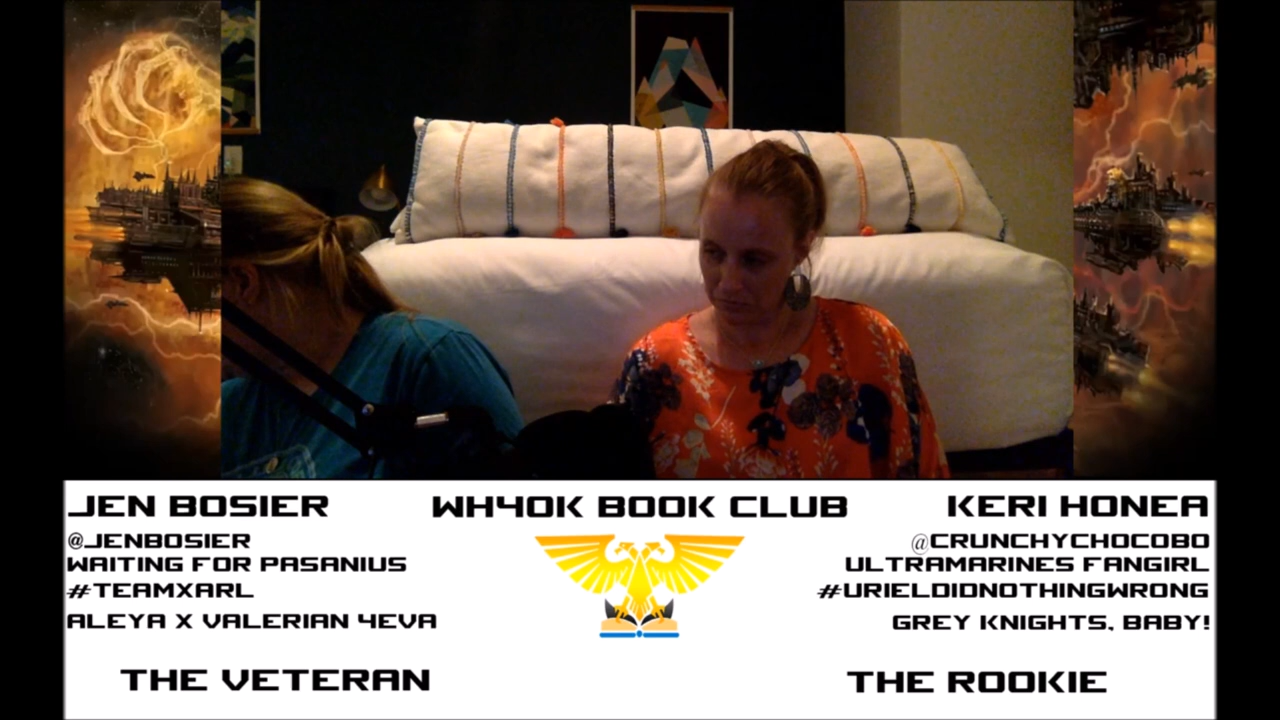 JEN BOSIER
WH40K BOOK CLUB
KERI HONEA
@JENBOSIER
@CRUNCHYCHOCOBO
WAITING FOR PASANIUS
ULTRAMARINES FANGIRL
#TEAMXARL
#URIELDIDNOTHINGWRONG
ALEYA X VALERIAN 4EVA
GREY KNIGHTS, BABY!
THE VETERAN
THE ROOKIE